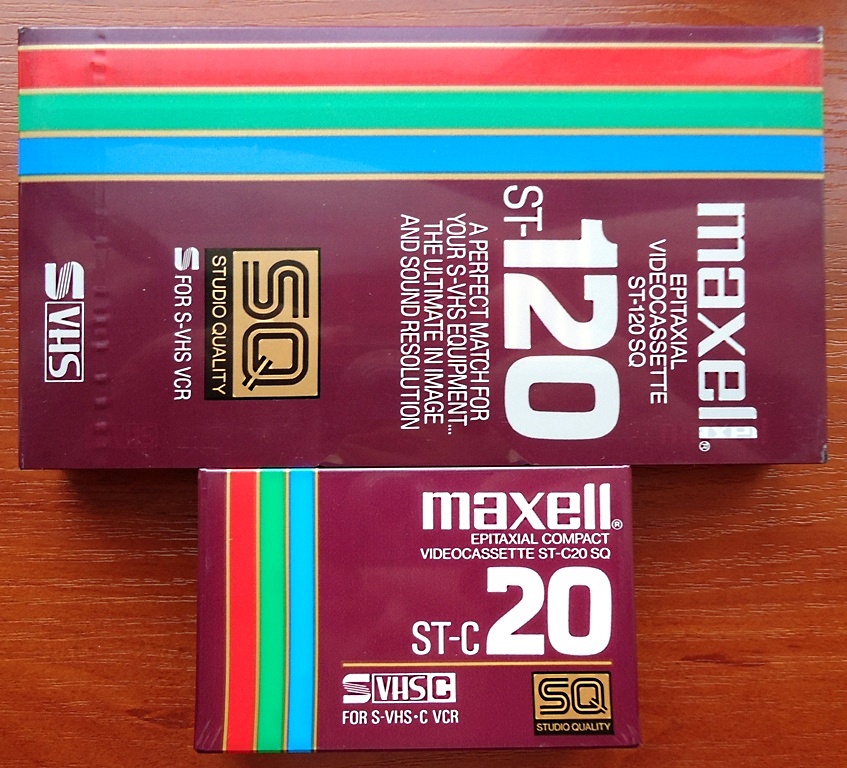 maxell®
EPITAXIAL
VIDEOCASSETTE
ST-120 SQ
ST-120
A PERFECT MATCH FOR
YOUR S-VHS EQUIPMENT...
THE ULTIMATE IN IMAGE
AND SOUND RESOLUTION
SQ
STUDIO QUALITY
S FOR S-VHS VCR
S VHS
maxell®
EPITAXIAL COMPACT
VIDEOCASSETTE ST-C20 SQ
ST-C20
S VHS C
FOR S-VHS-C VCR
SQ
STUDIO QUALITY